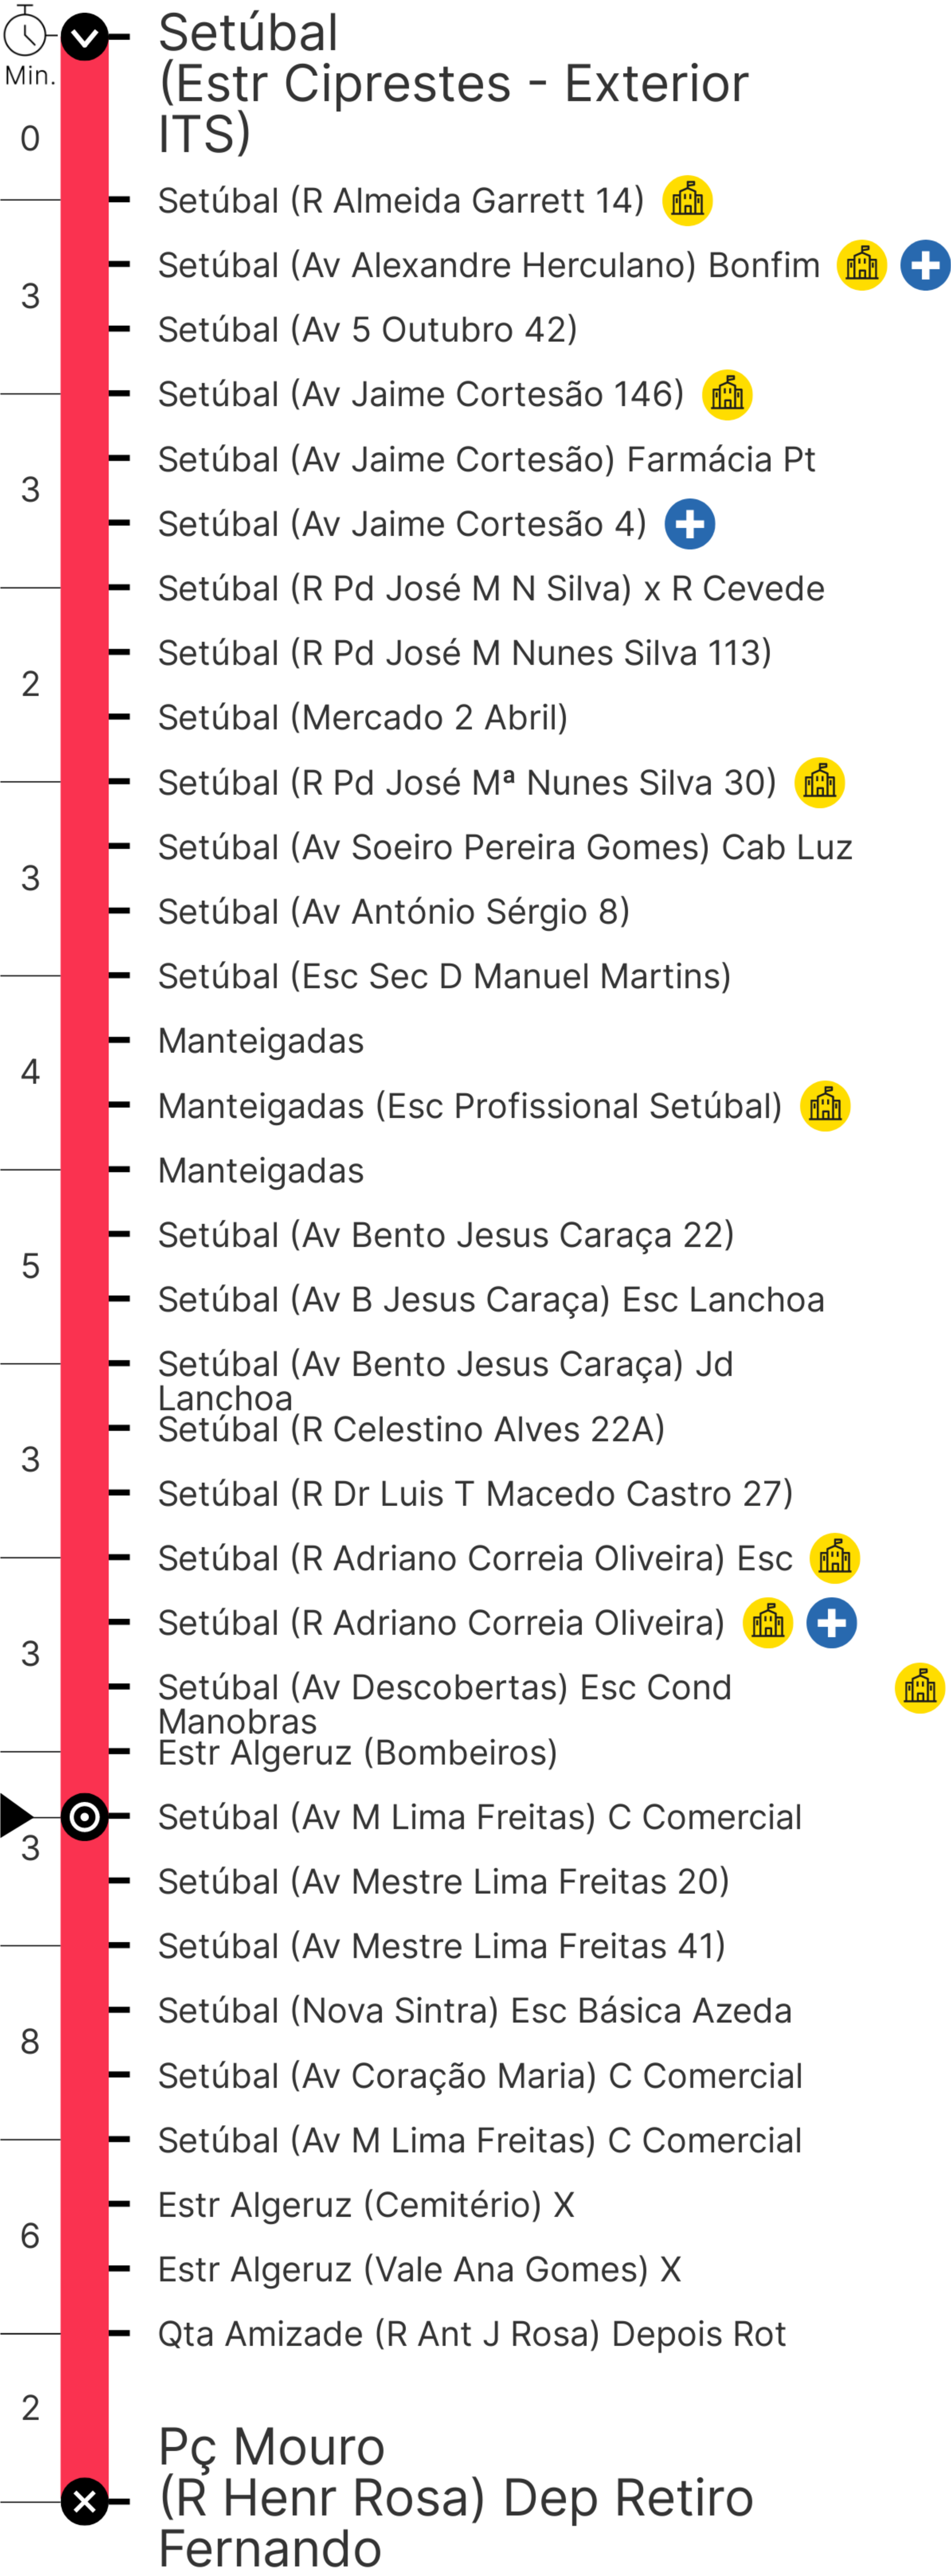 Setúbal
(Estr Ciprestes - Exterior
ITS)
Min.
0
Setúbal (R Almeida Garrett 14)
Setúbal (Av Alexandre Herculano) Bonfim
3
Setúbal (Av 5 Outubro 42)
Setúbal (Av Jaime Cortesão 146)
Setúbal (Av Jaime Cortesão) Farmácia Pt
3
Setúbal (Av Jaime Cortesão 4)
Setúbal (R Pd José M N Silva) x R Cevede
Setúbal (R Pd José M Nunes Silva 113)
2
Setúbal (Mercado 2 Abril)
Setúbal (R Pd José Mª Nunes Silva 30)
Setúbal (Av Soeiro Pereira Gomes) Cab Luz
3
Setúbal (Av António Sérgio 8)
Setúbal (Esc Sec D Manuel Martins)
Manteigadas
4
Manteigadas (Esc Profissional Setúbal)
Manteigadas
Setúbal (Av Bento Jesus Caraça 22)
5
Setúbal (Av B Jesus Caraça) Esc Lanchoa
Setúbal (Av Bento Jesus Caraça) Jd
Lanchoa
Setúbal (R Celestino Alves 22A)
3
Setúbal (R Dr Luis T Macedo Castro 27)
Setúbal (R Adriano Correia Oliveira) Esc
Setúbal (R Adriano Correia Oliveira)
3
Setúbal (Av Descobertas) Esc Cond
Manobras
Estr Algeruz (Bombeiros)
Setúbal (Av M Lima Freitas) C Comercial
3
Setúbal (Av Mestre Lima Freitas 20)
Setúbal (Av Mestre Lima Freitas 41)
Setúbal (Nova Sintra) Esc Básica Azeda
8
Setúbal (Av Coração Maria) C Comercial
Setúbal (Av M Lima Freitas) C Comercial
Estr Algeruz (Cemitério) X
6
Estr Algeruz (Vale Ana Gomes) X
Qta Amizade (R Ant J Rosa) Depois Rot
2
Pç Mouro
(R Henr Rosa) Dep Retiro
Fernando